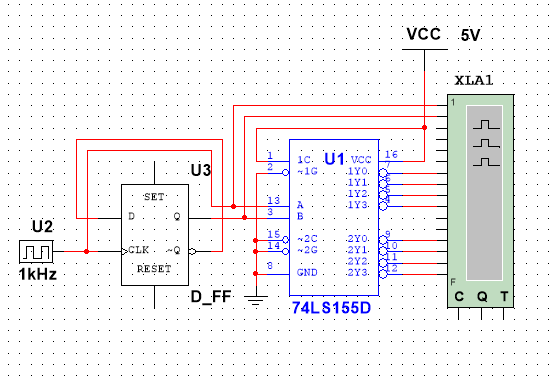 VCC 5V
XLA1
1
U1
1 1C VCC 16
2 ~1G 1Y0 7
1Y1 6
1Y2 5
13 A 1Y3 4
3 B
15 ~2C 2Y0 9
14 ~2G 2Y1 10
2Y2 11
8 GND 2Y3 12
74LS155D
U3
SET
D Q
CLK ~Q
RESET
D_FF
U2
1kHz
F
C Q T